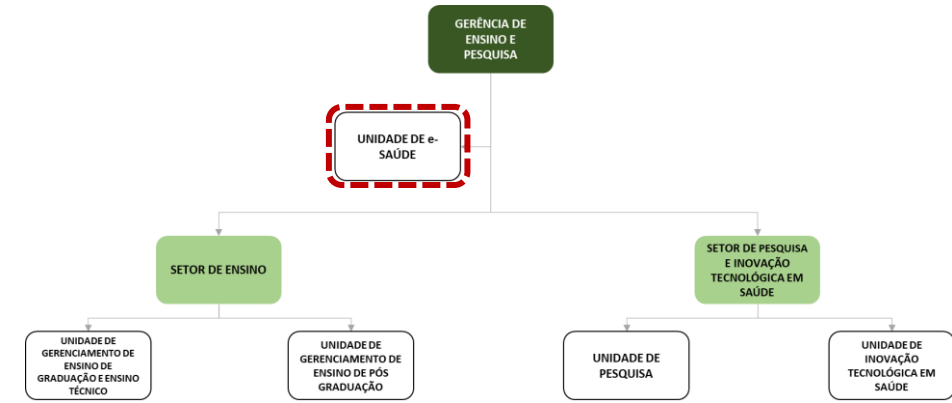 GERÊNCIA DE
ENSINO E
PESQUISA
UNIDADE DE e-
SAÚDE
SETOR DE ENSINO
SETOR DE PESQUISA
E INOVAÇÃO
TECNOLÓGICA EM
SAÚDE
UNIDADE DE
GERENCIAMENTO DE
ENSINO DE
GRADUAÇÃO E ENSINO
TÉCNICO
UNIDADE DE
GERENCIAMENTO DE
ENSINO DE PÓS
GRADUAÇÃO
UNIDADE DE
PESQUISA
UNIDADE DE
INOVAÇÃO
TECNOLÓGICA EM
SAÚDE